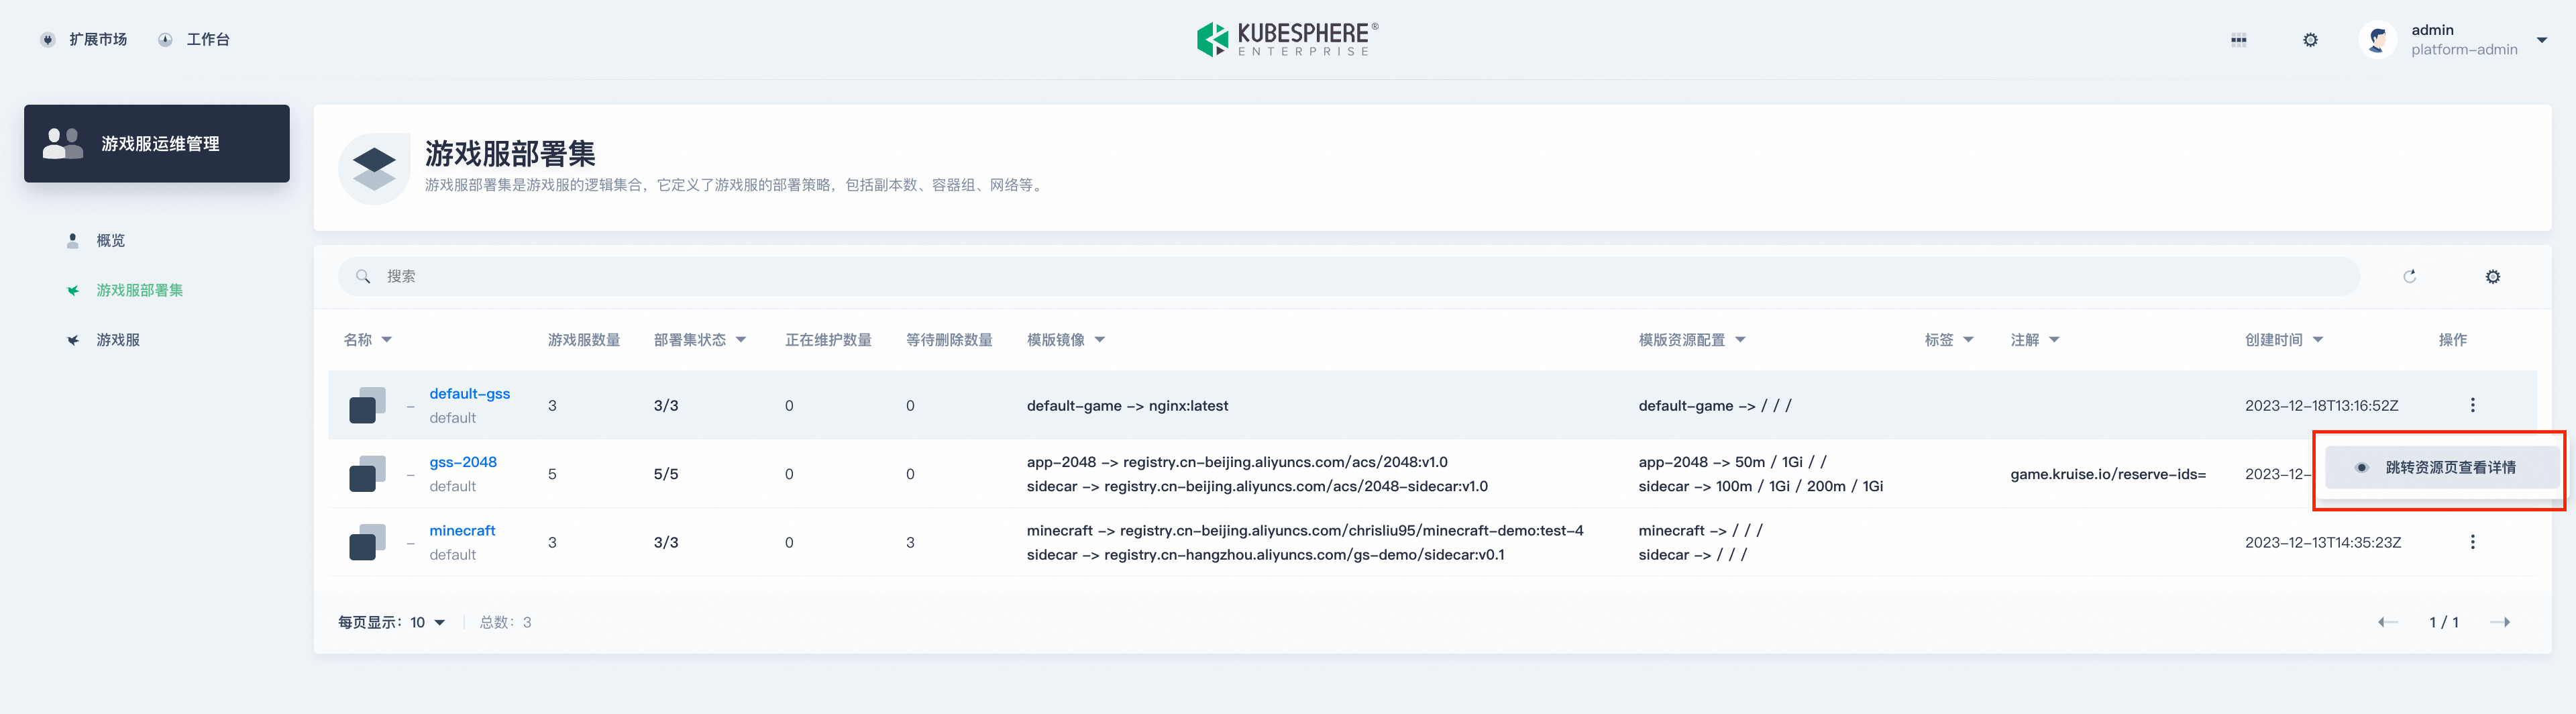 扩展市场
工作台
KUBESPHERE®
ENTERPRISE
admin
platform-admin
游戏服运维管理
概览
游戏服部署集
游戏服
游戏服部署集
游戏服部署集是游戏服的逻辑集合，它定义了游戏服的部署策略，包括副本数、容器组、网络等。
搜索
名称 游戏服数量 部署集状态 正在维护数量 等待删除数量 模版镜像 模版资源配置 标签 注解 创建时间 操作
– default-gss 3 3/3 0 0 default-game -> nginx:latest default-game -> / / / 2023-12-18T13:16:52Z
default
– gss-2048 5 5/5 0 0 app-2048 -> registry.cn-beijing.aliyuncs.com/acs/2048:v1.0 app-2048 -> 50m / 1Gi / / game.kruise.io/reserve-ids= 2023-12-
default sidecar -> registry.cn-beijing.aliyuncs.com/acs/2048-sidecar:v1.0 sidecar -> 100m / 1Gi / 200m / 1Gi
跳转资源页查看详情
– minecraft 3 3/3 0 3 minecraft -> registry.cn-beijing.aliyuncs.com/chrisliu95/minecraft-demo:test-4 minecraft -> / / / 2023-12-13T14:35:23Z
default sidecar -> registry.cn-hangzhou.aliyuncs.com/gs-demo/sidecar:v0.1 sidecar -> / / /
每页显示：10 总数：3
1 / 1